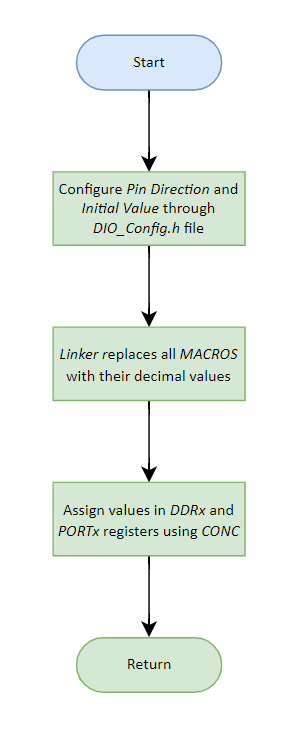 Start
Configure Pin Direction and
Initial Value through
DIO_Config.h file
Linker replaces all MACROS
with their decimal values
Assign values in DDRx and
PORTx registers using CONC
Return